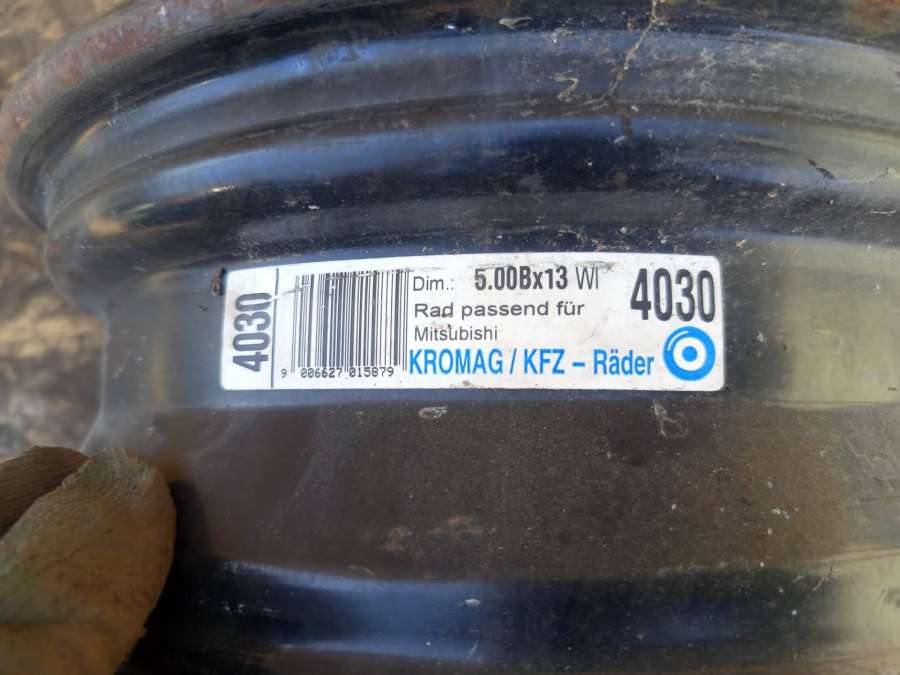 4030
9 006627 015879
Dim.: 5.00Bx13 WI
Rad passend für
Mitsubishi
KROMAG / KFZ – Räder
4030